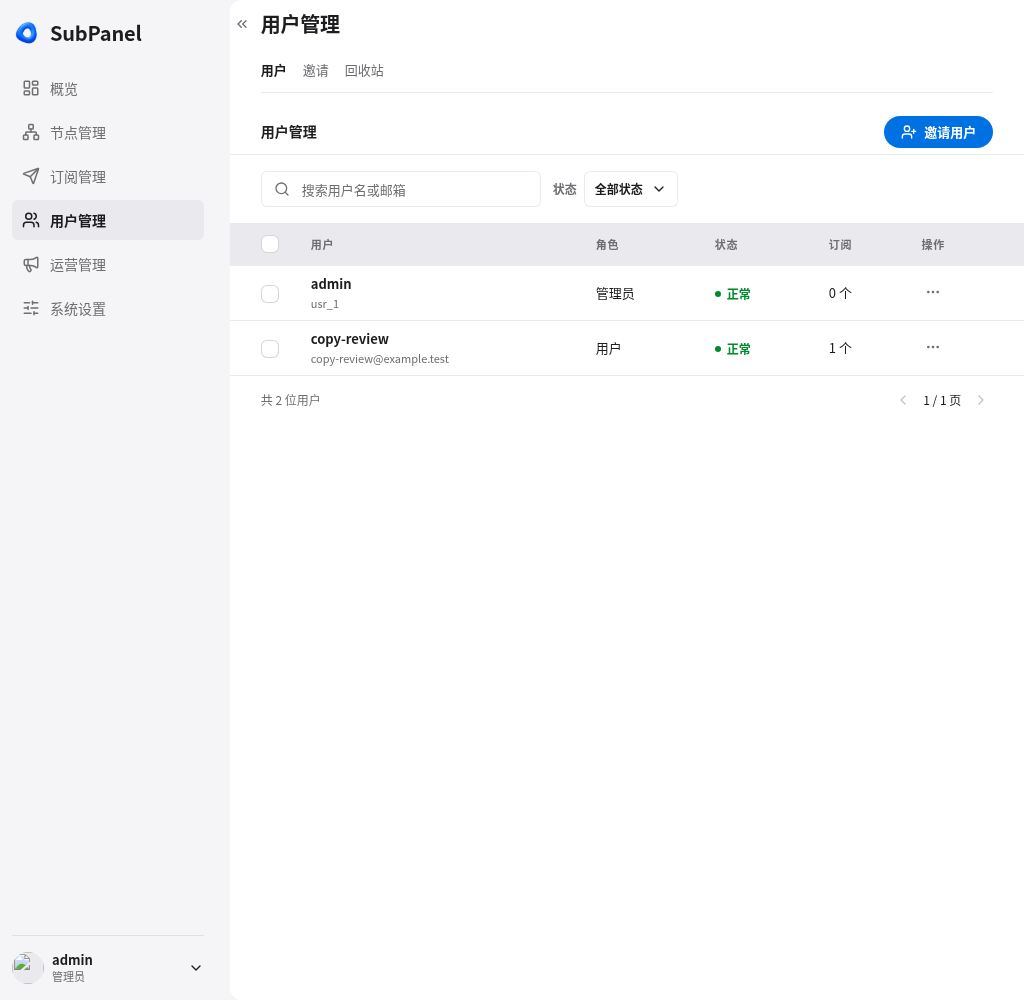 SubPanel
概览
节点管理
订阅管理
用户管理
运营管理
系统设置
admin
管理员
用户管理
用户 邀请 回收站
用户管理
邀请用户
搜索用户名或邮箱 状态 全部状态
用户 角色 状态 订阅 操作
admin
usr_1
管理员 正常 0 个
copy-review
copy-review@example.test
用户 正常 1 个
共 2 位用户
1 / 1 页